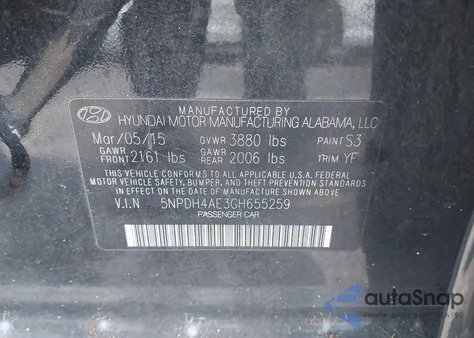 MANUFACTURED BY
HYUNDAI MOTOR MANUFACTURING ALABAMA, LLC
Mar/05/15 GVWR 3880 lbs PAINT S3
GAWR FRONT 2161 lbs GAWR REAR 2006 lbs TRIM YF
THIS VEHICLE CONFORMS TO ALL APPLICABLE U.S.A. FEDERAL
MOTOR VEHICLE SAFETY, BUMPER, AND THEFT PREVENTION
STANDARDS IN EFFECT ON THE DATE OF MANUFACTURE
SHOWN ABOVE.
V.I.N. 5NPDH4AE3GH655259
PASSENGER CAR
autoSnap